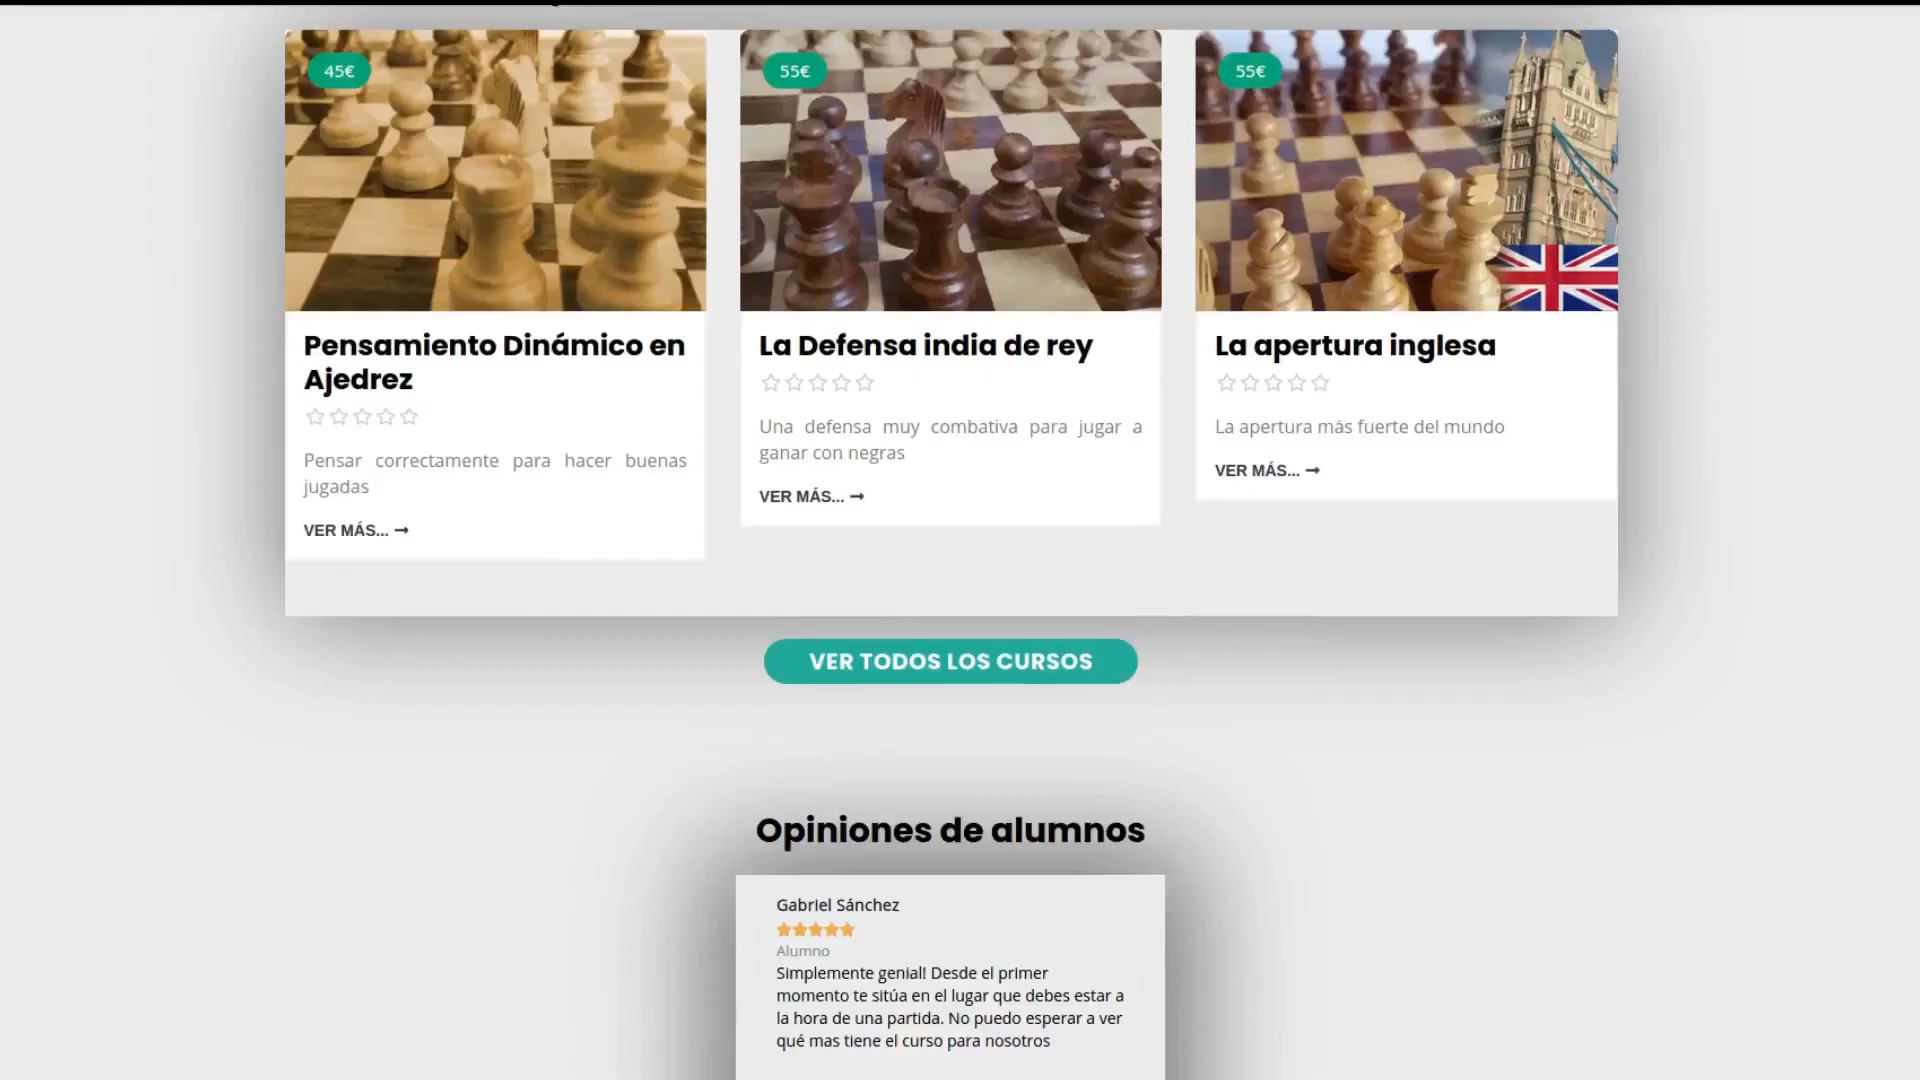 45€
55€
55€
Pensamiento Dinámico en
Ajedrez
Pensar correctamente para hacer buenas
jugadas
VER MÁS...
La Defensa india de rey
Una defensa muy combativa para jugar a
ganar con negras
VER MÁS...
La apertura inglesa
La apertura más fuerte del mundo
VER MÁS...
VER TODOS LOS CURSOS
Opiniones de alumnos
Gabriel Sánchez
Alumno
Simplemente genial! Desde el primer
momento te sitúa en el lugar que debes estar a
la hora de una partida. No puedo esperar a ver
qué mas tiene el curso para nosotros